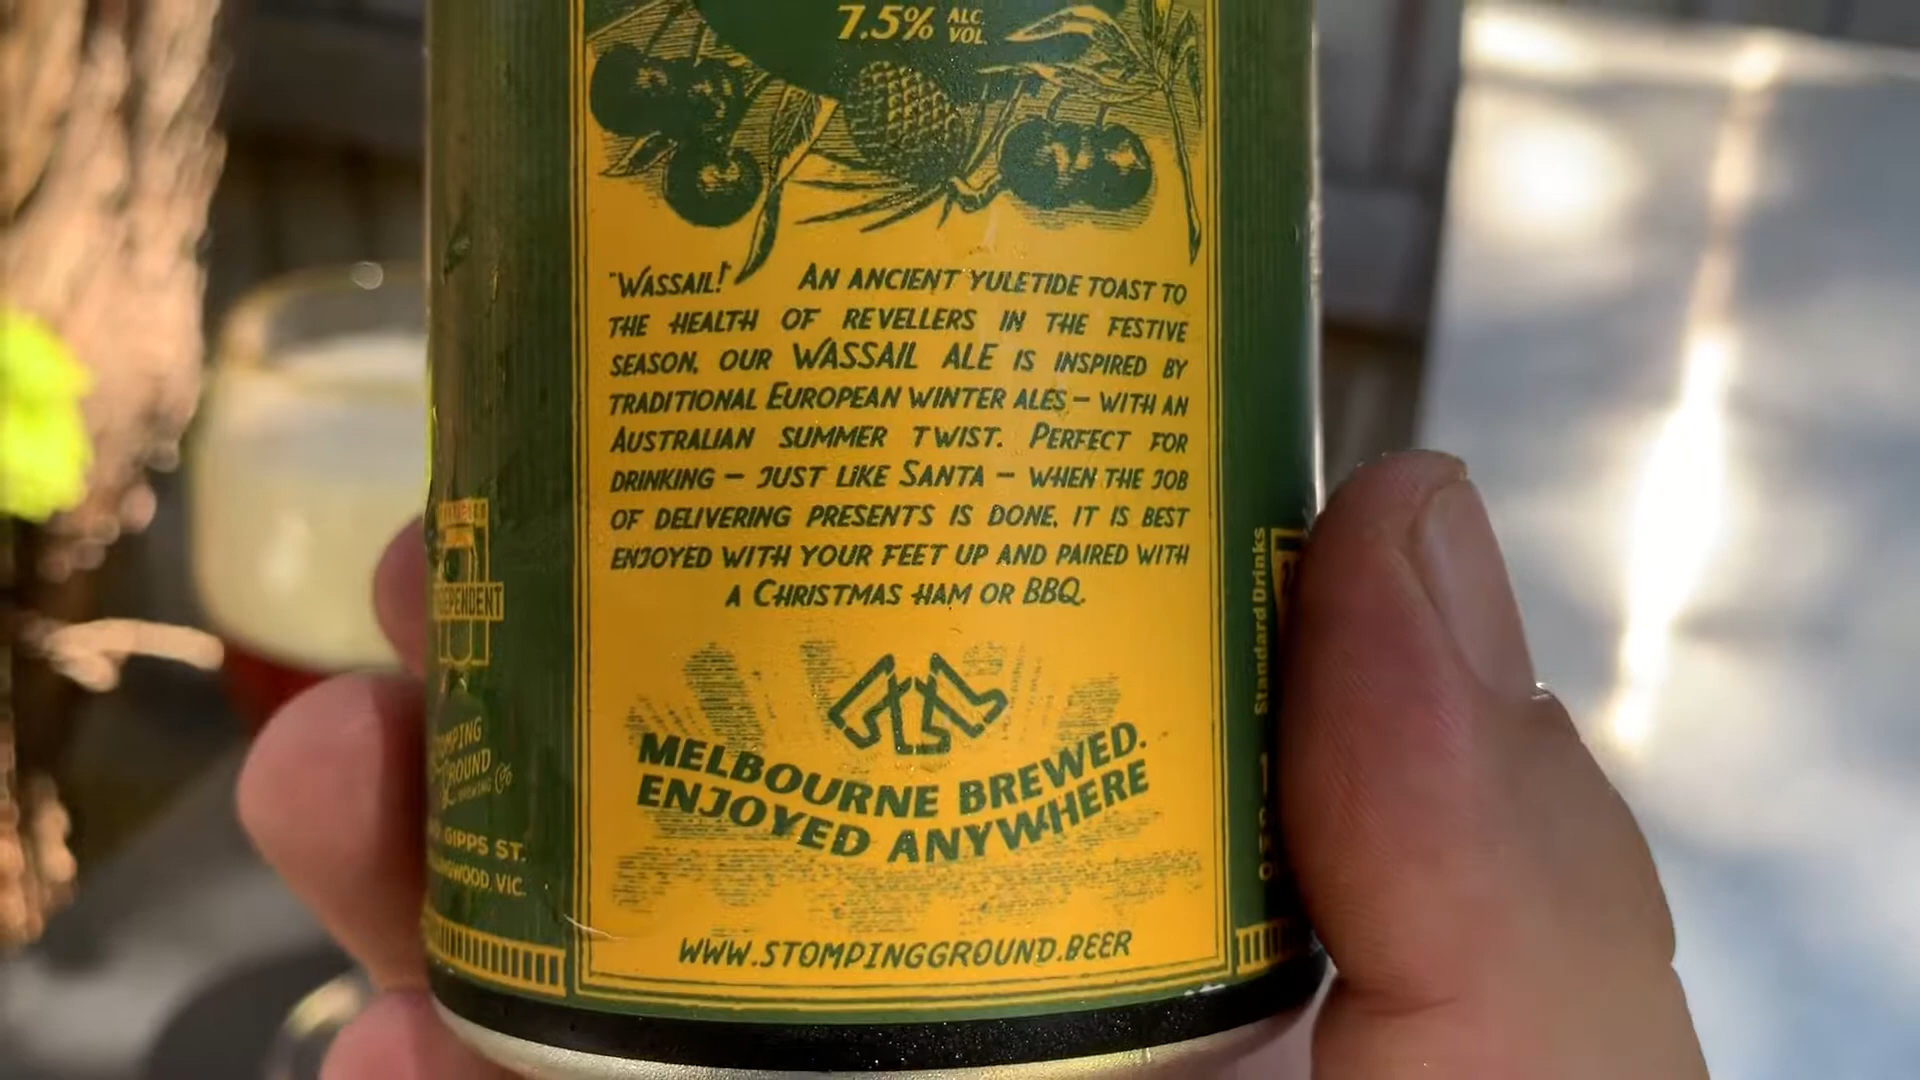 7.5% ALC. VOL.
"WASSAIL!" AN ANCIENT YULETIDE TOAST TO
THE HEALTH OF REVELLERS IN THE FESTIVE
SEASON, OUR WASSAIL ALE IS INSPIRED BY
TRADITIONAL EUROPEAN WINTER ALES – WITH AN
AUSTRALIAN SUMMER TWIST. PERFECT FOR
DRINKING – JUST LIKE SANTA – WHEN THE JOB
OF DELIVERING PRESENTS IS DONE, IT IS BEST
ENJOYED WITH YOUR FEET UP AND PAIRED WITH
A CHRISTMAS HAM OR BBQ.
MELBOURNE BREWED.
ENJOYED ANYWHERE
WWW.STOMPINGGROUND.BEER
GIPPS ST.
VIC.
Standard Drinks